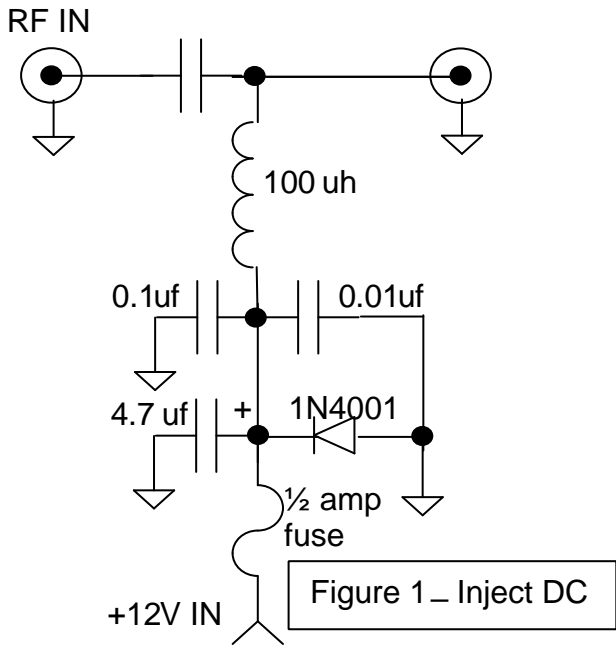 RF IN
100 uh
0.1uf
0.01uf
4.7 uf
+
1N4001
½ amp
fuse
+12V IN
Figure 1 – Inject DC